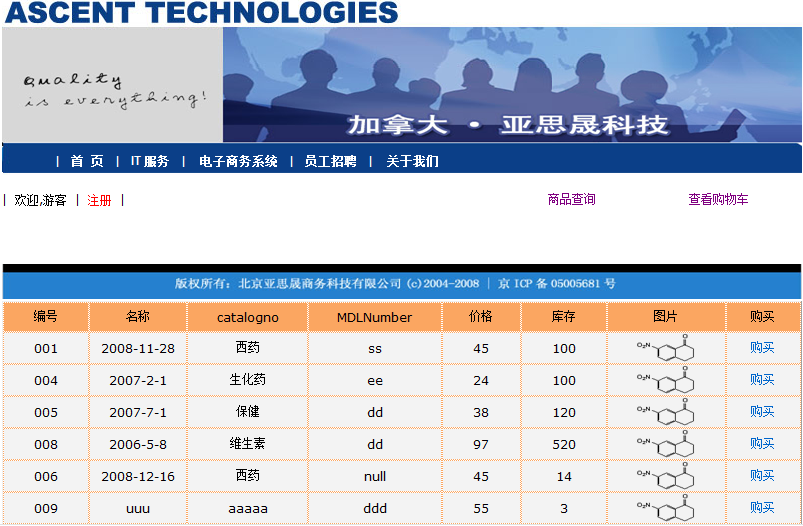 ASCENT TECHNOLOGIES
quality
is everything!
加拿大 · 亚思晟科技
| 首 页 | IT服务 | 电子商务系统 | 员工招聘 | 关于我们
| 欢迎,游客 | 注册 | 商品查询 查看购物车
版权所有：北京亚思晟商务科技有限公司 (c)2004-2008 | 京 ICP 备 05005681 号
编号 名称 catalogno MDLNumber 价格 库存 图片 购买
001 2008-11-28 西药 ss 45 100 O₂N O 购买
004 2007-2-1 生化药 ee 24 100 O₂N O 购买
005 2007-7-1 保健 dd 38 120 O₂N O 购买
008 2006-5-8 维生素 dd 97 520 O₂N O 购买
006 2008-12-16 西药 null 45 14 O₂N O 购买
009 uuu aaaaa ddd 55 3 O₂N O 购买